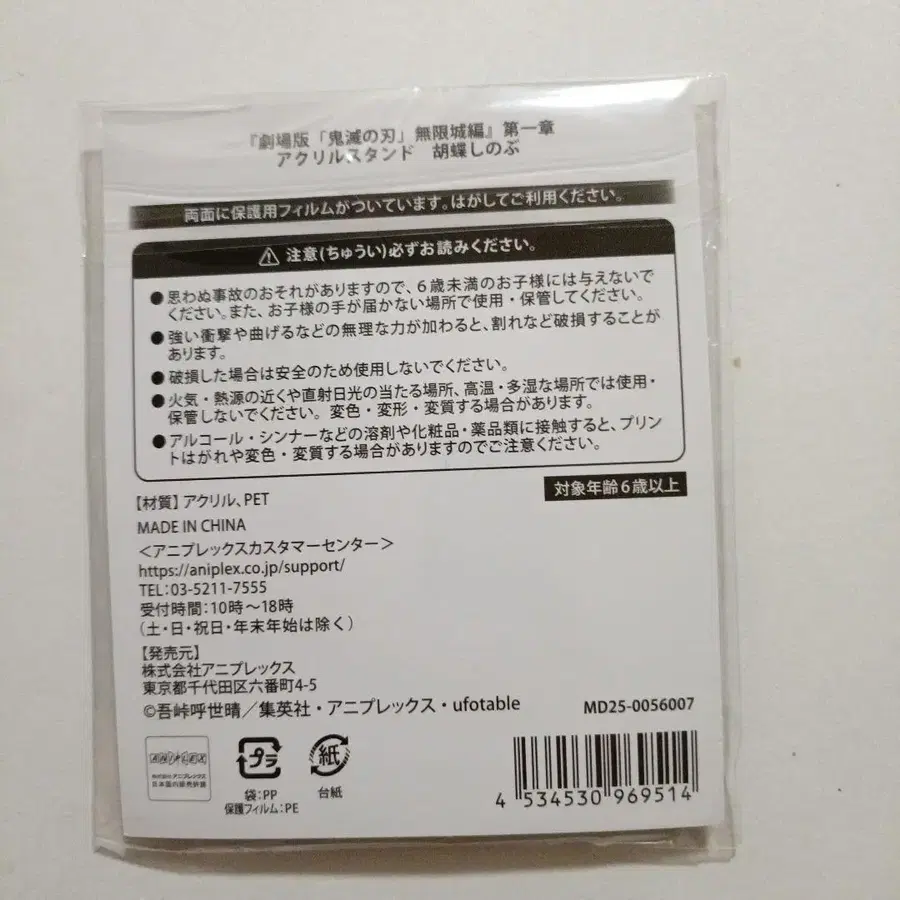 『劇場版「鬼滅の刃」無限城編』第一章
アクリルスタンド 胡蝶しのぶ
両面に保護用フィルムがついています。はがしてご利用ください。
注意(ちゅうい)必ずお読みください。
●思わぬ事故のおそれがありますので、6歳未満のお子様には与えないで
ください。また、お子様の手が届かない場所で使用・保管してください。
●強い衝撃や曲げるなどの無理な力が加わると、割れなど破損することが
あります。
●破損した場合は安全のため使用しないでください。
●火気・熱源の近くや直射日光の当たる場所、高温・多湿な場所では使用・
保管しないでください。変色・変形・変質する場合があります。
●アルコール・シンナーなどの溶剤や化粧品・薬品類に接触すると、プリン
トはがれや変色・変質する場合がありますのでご注意ください。
対象年齢6歳以上
【材質】アクリル、PET
MADE IN CHINA
＜アニプレックスカスタマーセンター＞
https://aniplex.co.jp/support/
TEL:03-5211-7555
受付時間:10時～18時
(土・日・祝日・年末年始は除く)
【発売元】
株式会社アニプレックス
東京都千代田区六番町4-5
©吾峠呼世晴／集英社・アニプレックス・ufotable
MD25-0056007
ANIPLEX
株式会社アニプレックス
日本国内販売許諾
プラ
袋:PP
保護フィルム:PE
紙
台紙
4 534530 969514